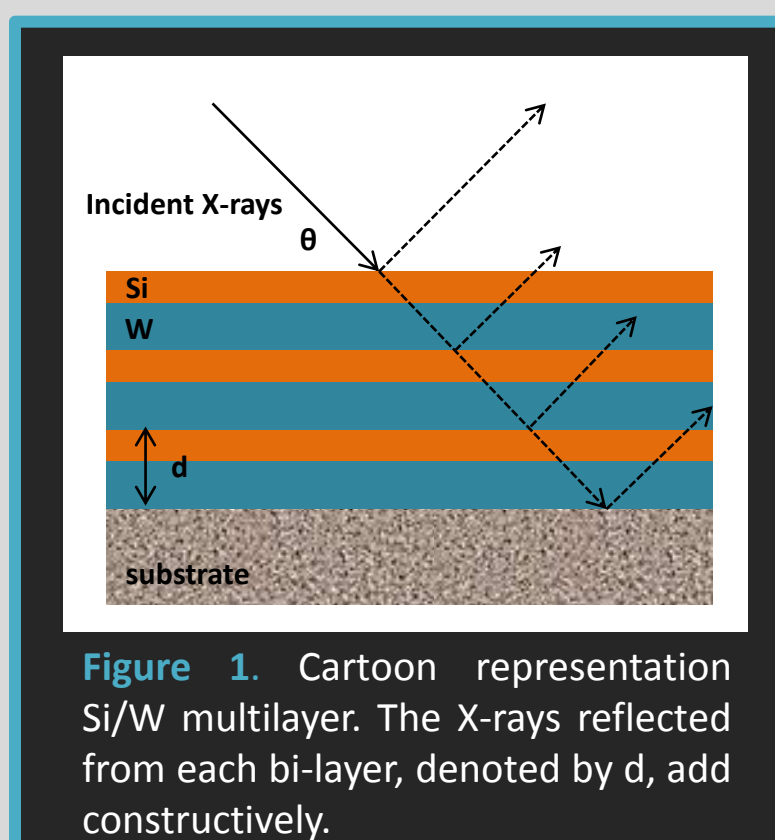 Incident X-rays
θ
Si
W
d
substrate
Figure 1. Cartoon representation
Si/W multilayer. The X-rays reflected
from each bi-layer, denoted by d, add
constructively.